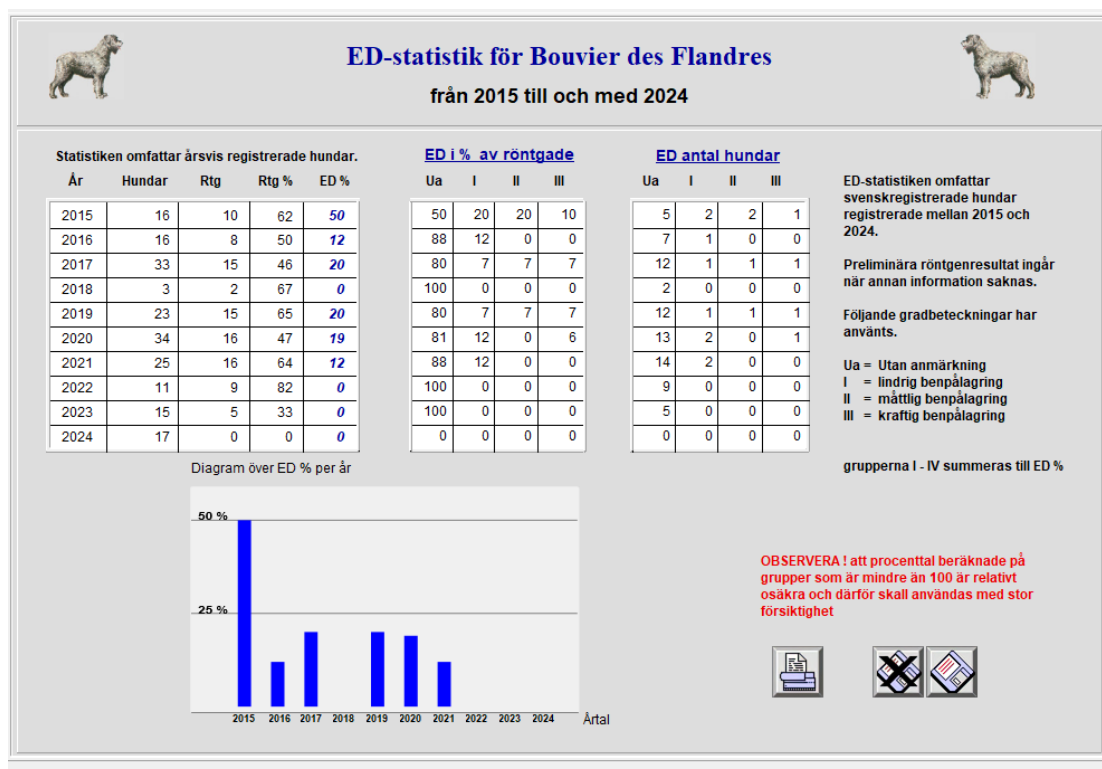 ED-statistik för Bouvier des Flandres
från 2015 till och med 2024
Statistiken omfattar årsvis registrerade hundar.
ED i % av röntgade
ED antal hundar
År Hundar Rtg Rtg % ED % Ua I II III Ua I II III
2015 16 10 62 50 50 20 20 10 5 2 2 1
2016 16 8 50 12 88 12 0 0 7 1 0 0
2017 33 15 46 20 80 7 7 7 12 1 1 1
2018 3 2 67 0 100 0 0 0 2 0 0 0
2019 23 15 65 20 80 7 7 7 12 1 1 1
2020 34 16 47 19 81 12 0 6 13 2 0 1
2021 25 16 64 12 88 12 0 0 14 2 0 0
2022 11 9 82 0 100 0 0 0 9 0 0 0
2023 15 5 33 0 100 0 0 0 5 0 0 0
2024 17 0 0 0 0 0 0 0 0 0 0 0
ED-statistiken omfattar
svenskregistrerade hundar
registrerade mellan 2015 och
2024.
Preliminära röntgenresultat ingår
när annan information saknas.
Följande gradbeteckningar har
använts.
Ua = Utan anmärkning
I = lindrig benpålagring
II = måttlig benpålagring
III = kraftig benpålagring
grupperna I - IV summeras till ED %
Diagram över ED % per år
50 %
25 %
2015 2016 2017 2018 2019 2020 2021 2022 2023 2024 Årtal
OBSERVERA ! att procenttal beräknade på
grupper som är mindre än 100 är relativt
osäkra och därför skall användas med stor
försiktighet